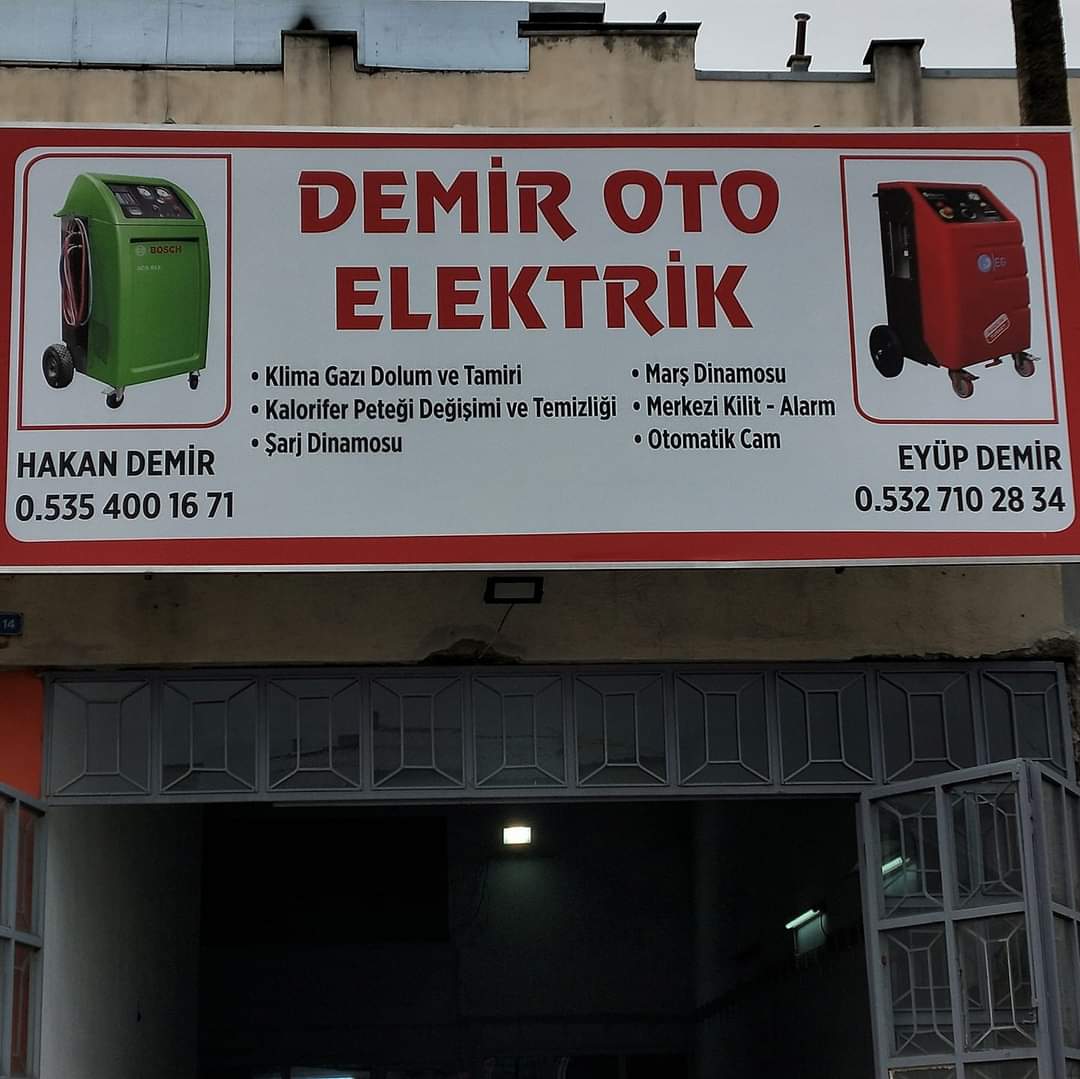 DEMİR OTO
ELEKTRİK
BOSCH
EG
• Klima Gazı Dolum ve Tamiri
• Kalorifer Peteği Değişimi ve Temizliği
• Şarj Dinamosu
• Marş Dinamosu
• Merkezi Kilit - Alarm
• Otomatik Cam
HAKAN DEMİR
0.535 400 16 71
EYÜP DEMİR
0.532 710 28 34
14